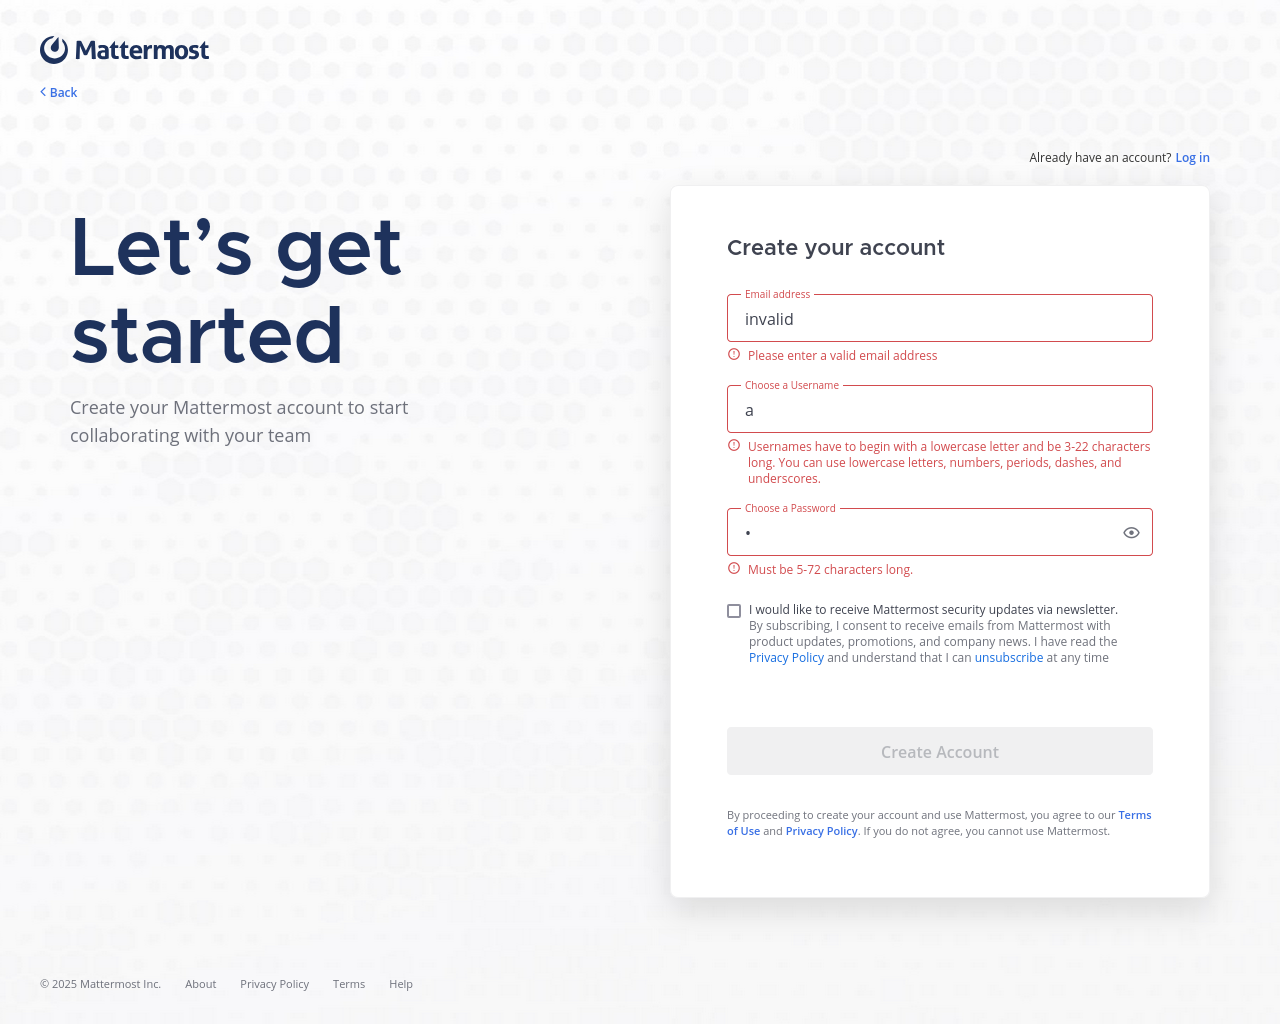 Mattermost
Back
Already have an account? Log in
Let’s get
started
Create your Mattermost account to start
collaborating with your team
Create your account
Email address
invalid
Please enter a valid email address
Choose a Username
a
Usernames have to begin with a lowercase letter and be 3-22 characters
long. You can use lowercase letters, numbers, periods, dashes, and
underscores.
Choose a Password
•
Must be 5-72 characters long.
I would like to receive Mattermost security updates via newsletter.
By subscribing, I consent to receive emails from Mattermost with
product updates, promotions, and company news. I have read the
Privacy Policy and understand that I can unsubscribe at any time
Create Account
By proceeding to create your account and use Mattermost, you agree to our Terms
of Use and Privacy Policy. If you do not agree, you cannot use Mattermost.
© 2025 Mattermost Inc. About Privacy Policy Terms Help